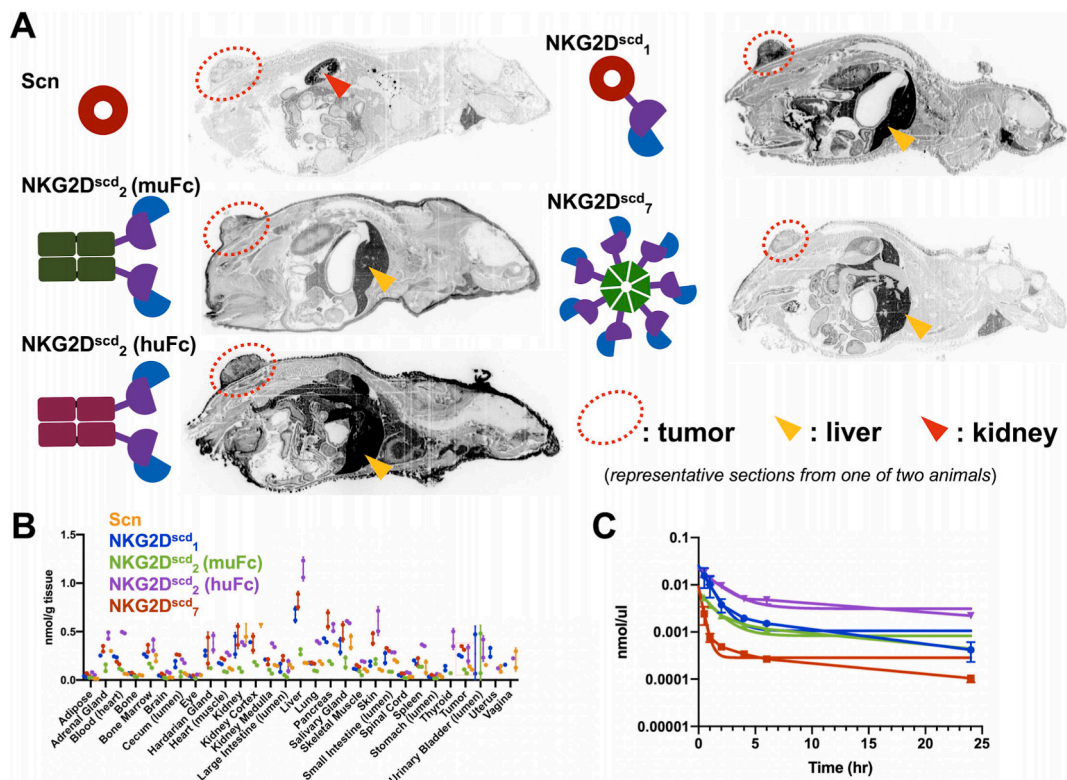 A
Scn
NKG2Dscd1
NKG2Dscd2 (muFc)
NKG2Dscd7
NKG2Dscd2 (huFc)
: tumor : liver : kidney
(representative sections from one of two animals)
B
Scn
NKG2Dscd1
NKG2Dscd2 (muFc)
NKG2Dscd2 (huFc)
NKG2Dscd7
nmol/g tissue
1.5
1.0
0.5
0.0
Adipose
Adrenal Gland
Blood (heart)
Bone
Bone Marrow
Brain
Cecum (lumen)
Eye
Hardarian Gland
Heart (muscle)
Kidney
Kidney Cortex
Kidney Medulla
Large Intestine (lumen)
Liver
Lung
Pancreas
Salivary Gland
Skeletal Muscle
Skin
Small Intestine (lumen)
Spinal Cord
Spleen
Stomach (lumen)
Thyroid
Tumor
Urinary Bladder (lumen)
Uterus
Vagina
C
nmol/ul
0.1
0.01
0.001
0.0001
0.00001
0 5 10 15 20 25
Time (hr)